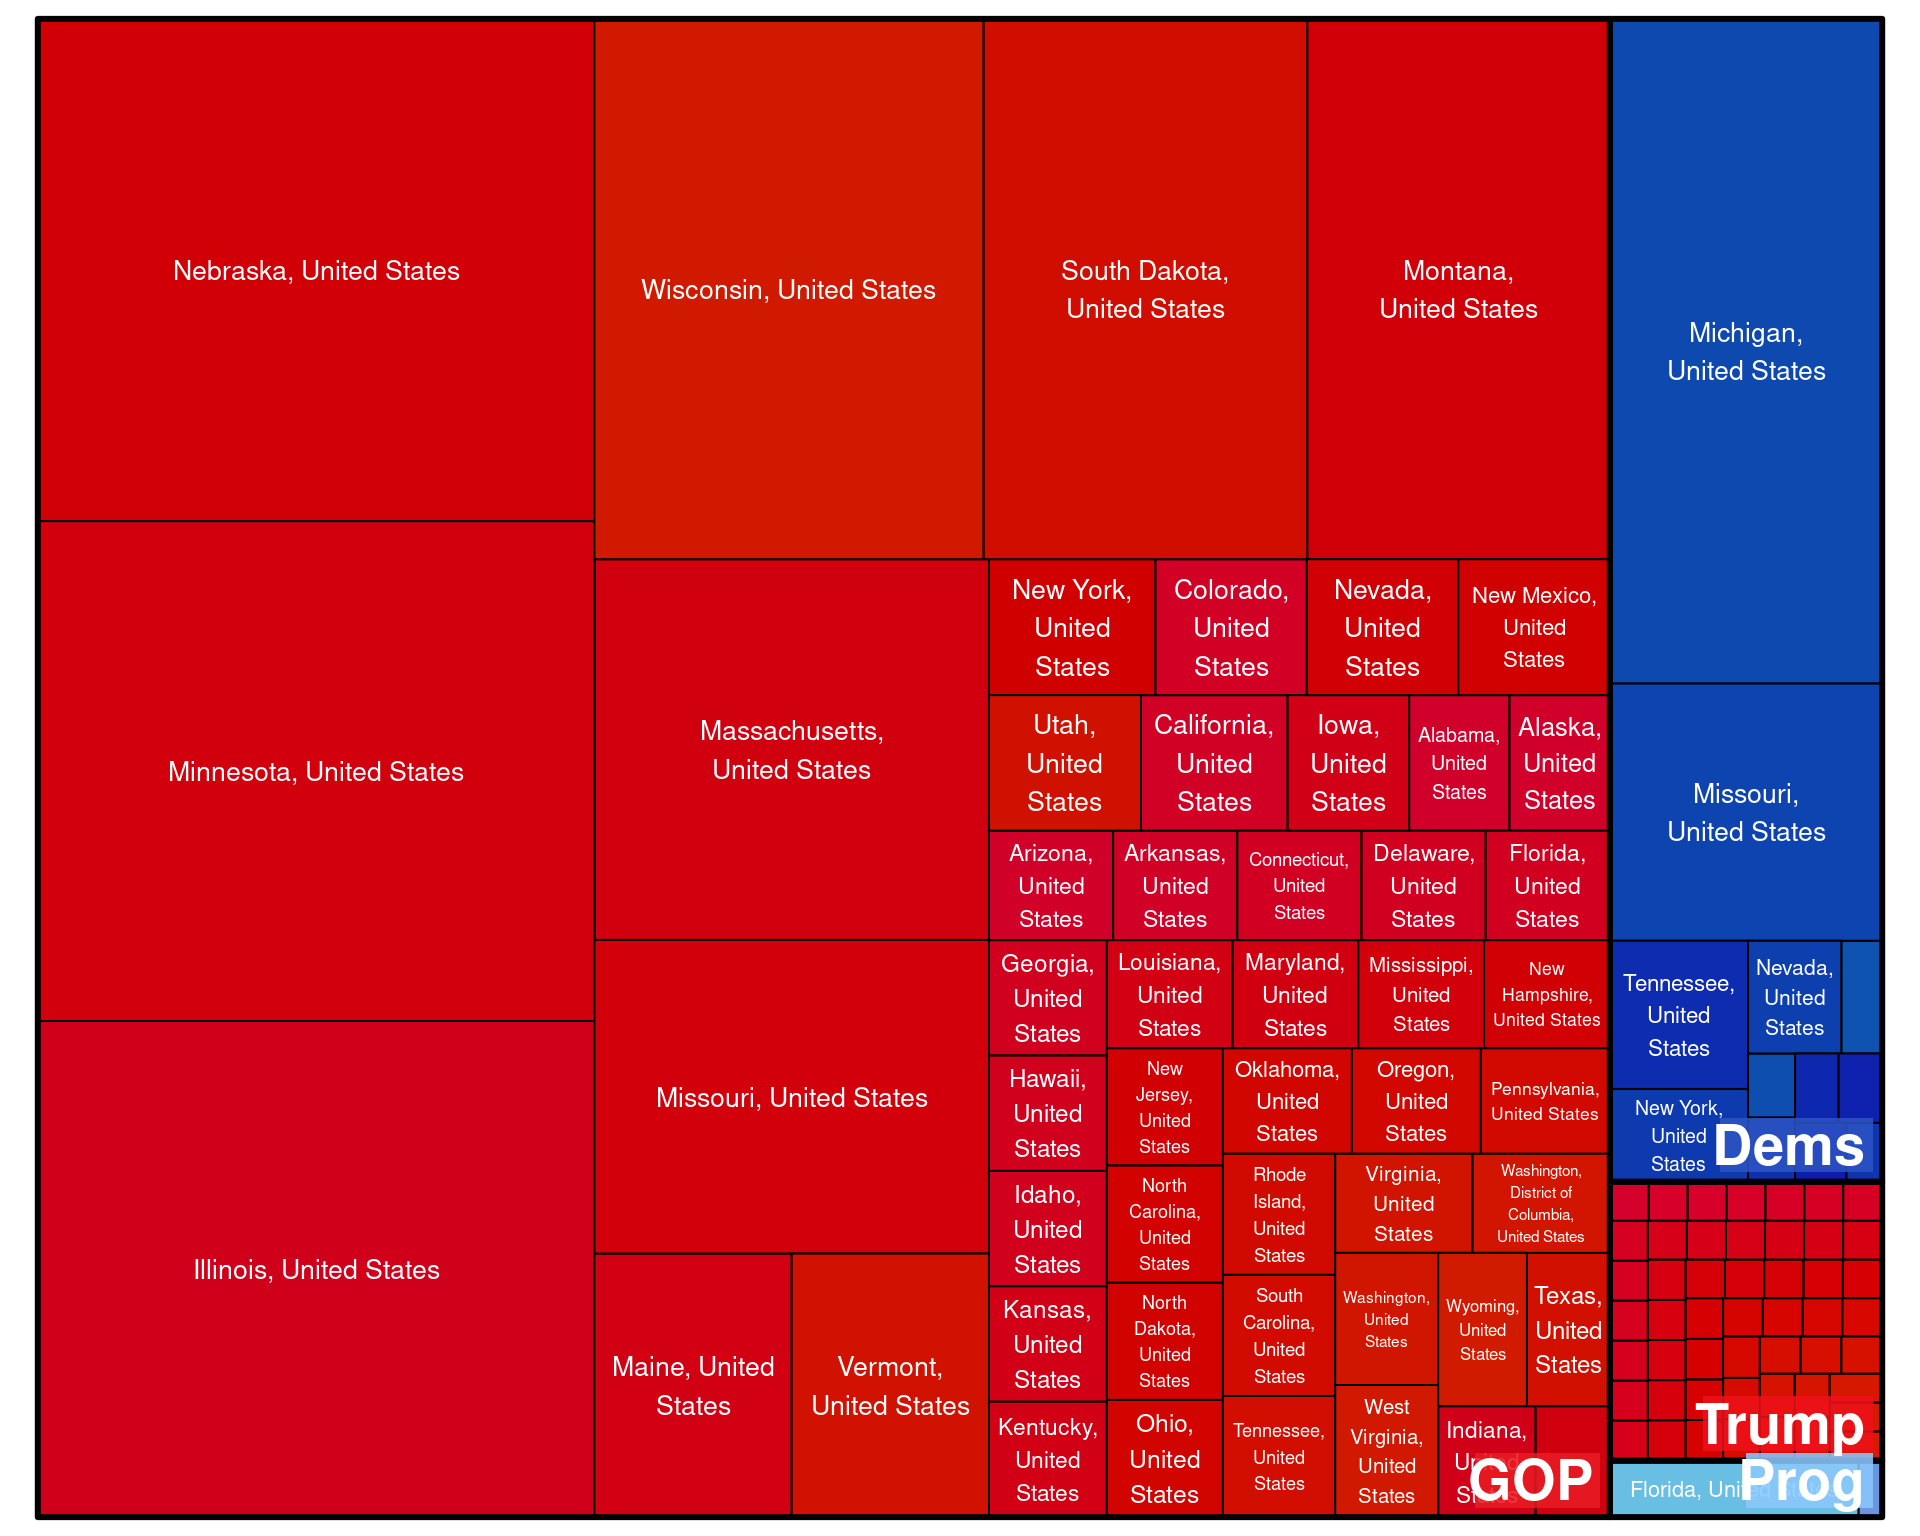 Nebraska, United States
Wisconsin, United States
South Dakota,
United States
Montana,
United States
Michigan,
United States
Minnesota, United States
Massachusetts,
United States
New York,
United
States
Colorado,
United
States
Nevada,
United
States
New Mexico,
United
States
Utah,
United
States
California,
United
States
Iowa,
United
States
Alabama,
United
States
Alaska,
United
States
Missouri,
United States
Arizona,
United
States
Arkansas,
United
States
Connecticut,
United
States
Delaware,
United
States
Florida,
United
States
Illinois, United States
Missouri, United States
Maine, United
States
Vermont,
United States
Georgia,
United
States
Hawaii,
United
States
Idaho,
United
States
Kansas,
United
States
Kentucky,
United
States
Louisiana,
United
States
Maryland,
United
States
Mississippi,
United
States
New
Hampshire,
United States
New
Jersey,
United
States
Oklahoma,
United
States
Oregon,
United
States
Pennsylvania,
United States
North
Carolina,
United
States
Rhode
Island,
United
States
Virginia,
United
States
Washington,
District of
Columbia,
United States
North
Dakota,
United
States
South
Carolina,
United
States
Washington,
United
States
Wyoming,
United
States
Texas,
United
States
Ohio,
United
States
Tennessee,
United
States
West
Virginia,
United
States
Indiana,
United
States
GOP
Tennessee,
United
States
Nevada,
United
States
New York,
United
States
Dems
Trump
Florida, United States
Prog